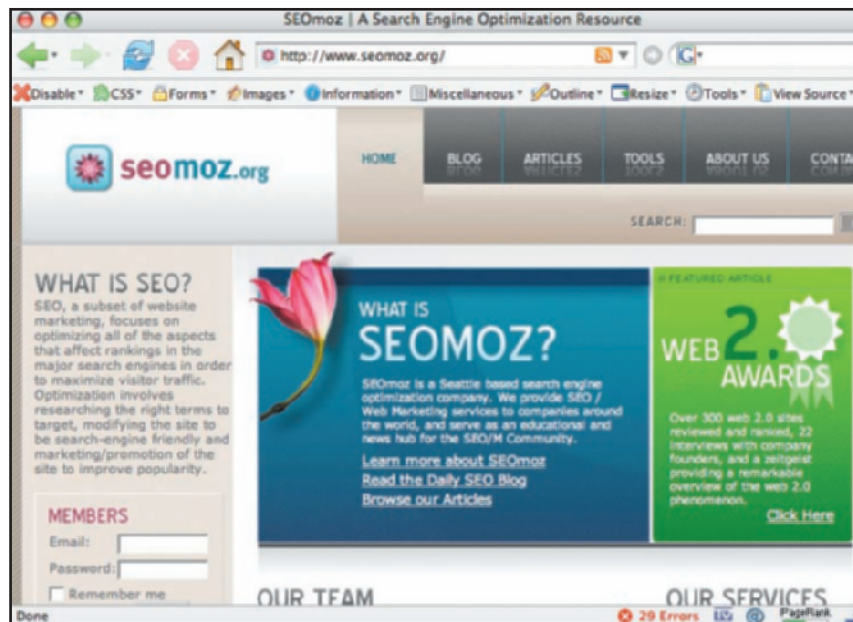 SEOmoz | A Search Engine Optimization Resource
http://www.seomoz.org/
G
Disable CSS Forms Images Information Miscellaneous Outline Resize Tools View Source
seomoz.org
HOME BLOG ARTICLES TOOLS ABOUT US CONTA
SEARCH:
WHAT IS SEO?
SEO, a subset of website
marketing, focuses on
optimizing all of the aspects
that affect rankings in the
major search engines in order
to maximize visitor traffic.
Optimization involves
researching the right terms to
target, modifying the site to
be search-engine friendly and
marketing/promotion of the
site to improve popularity.
MEMBERS
Email:
Password:
Remember me
WHAT IS
SEOMOZ?
SEOmoz is a Seattle based search engine
optimization company. We provide SEO /
Web Marketing services to companies around
the world, and serve as an educational and
news hub for the SEO/M Community.
Learn more about SEOmoz
Read the Daily SEO Blog
Browse our Articles
FEATURED ARTICLE
WEB 2.
AWARDS
Over 300 web 2.0 sites
reviewed and ranked, 22
interviews with company
founders, and a zeitgeist
providing a remarkable
overview of the web 2.0
phenomenon.
Click Here
OUR TEAM
OUR SERVICES
Done
29 Errors
PageRank